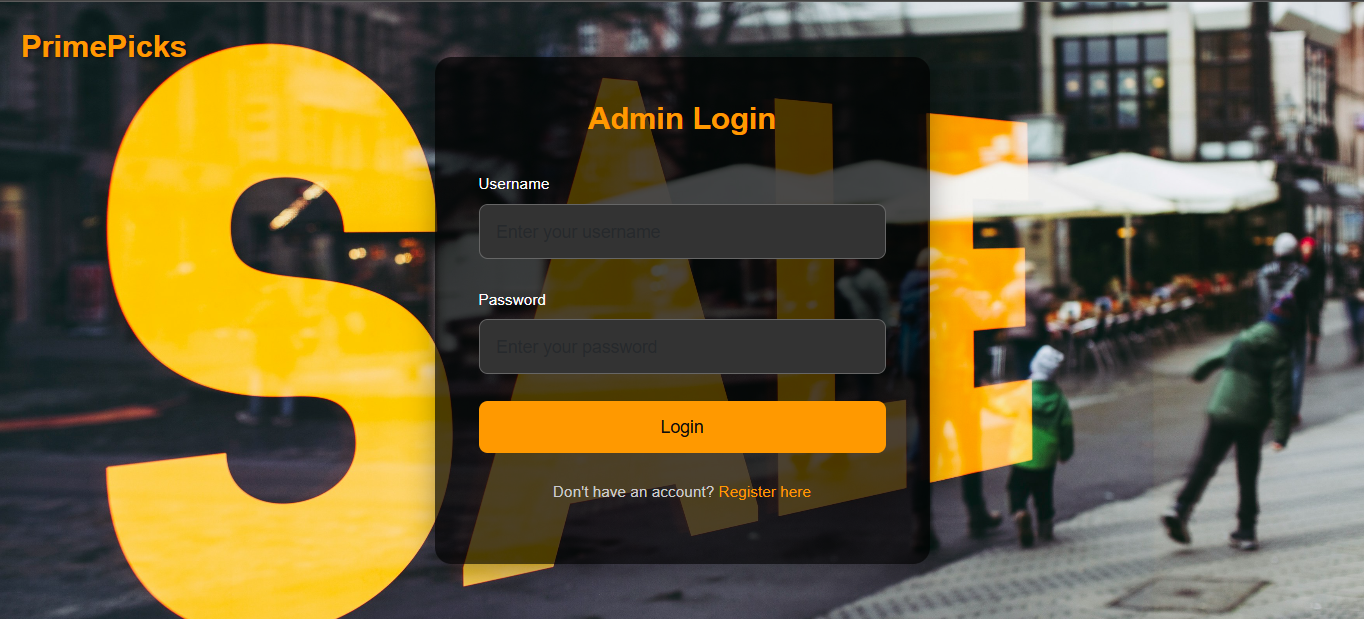 PrimePicks
SALE
Admin Login
Username
Enter your username
Password
Enter your password
Login
Don't have an account? Register here